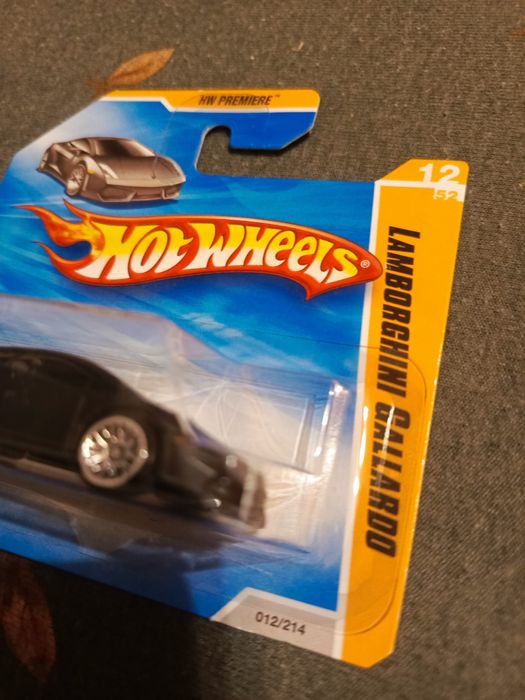 HW PREMIERE™
12
52
HOT WHEELS®
LAMBORGHINI GALLARDO
012/214